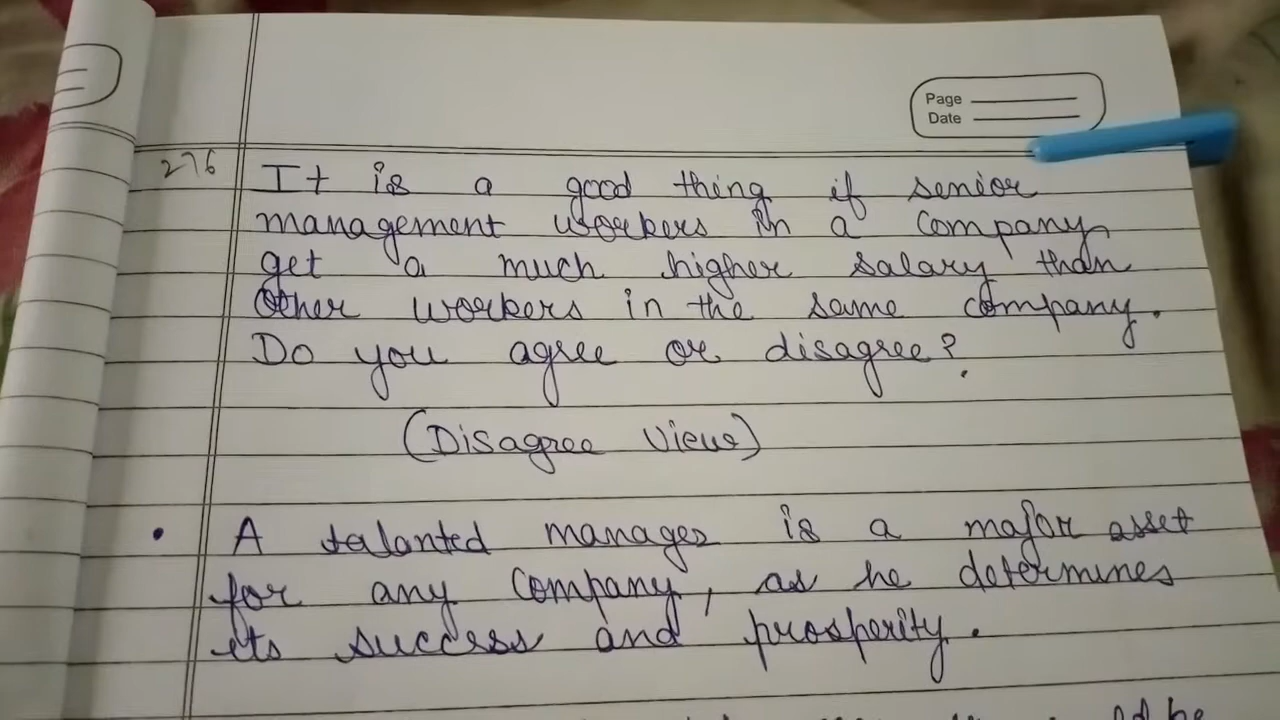 Page
Date
276
It is a good thing if senior
management workers in a company
get a much higher salary than
other workers in the same company.
Do you agree or disagree?
(Disagree View)
• A talanted manager is a major asset
for any company, as he determines
its success and prosperity.